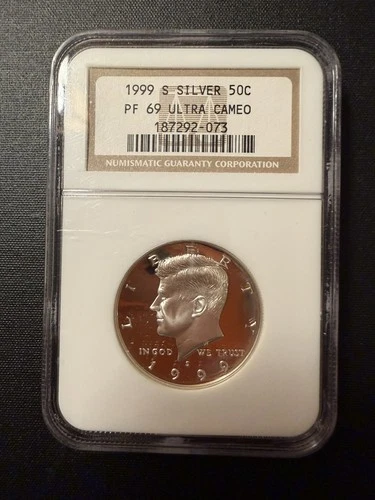 1999 S SILVER 50C
PF 69 ULTRA CAMEO
187292-073
NUMISMATIC GUARANTY CORPORATION
LIBERTY
IN GOD WE TRUST
S
1999